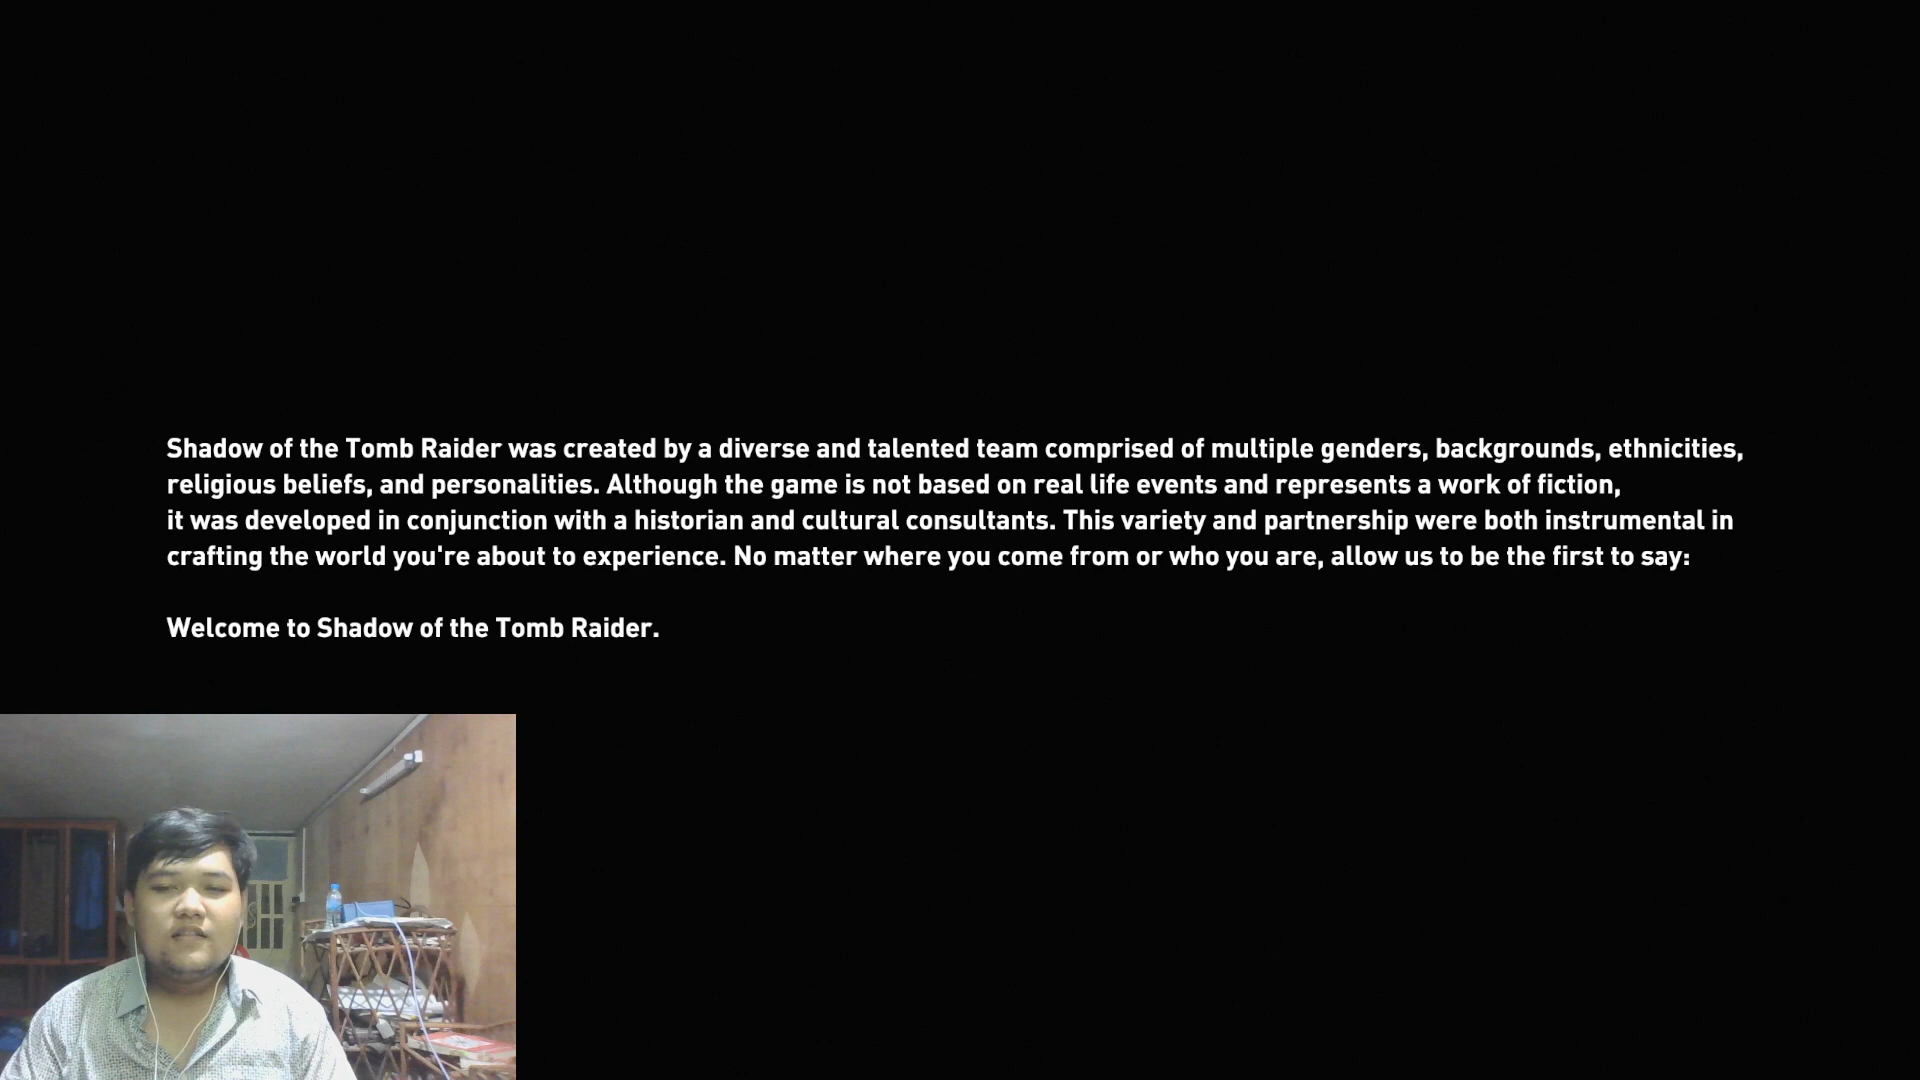 Shadow of the Tomb Raider was created by a diverse and talented team comprised of multiple genders, backgrounds, ethnicities,
religious beliefs, and personalities. Although the game is not based on real life events and represents a work of fiction,
it was developed in conjunction with a historian and cultural consultants. This variety and partnership were both instrumental in
crafting the world you're about to experience. No matter where you come from or who you are, allow us to be the first to say:
Welcome to Shadow of the Tomb Raider.